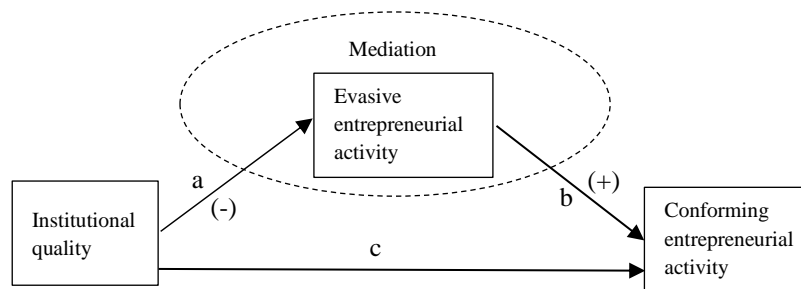 Mediation
Evasive
entrepreneurial
activity
a
(-)
b
(+)
Institutional
quality
c
Conforming
entrepreneurial
activity